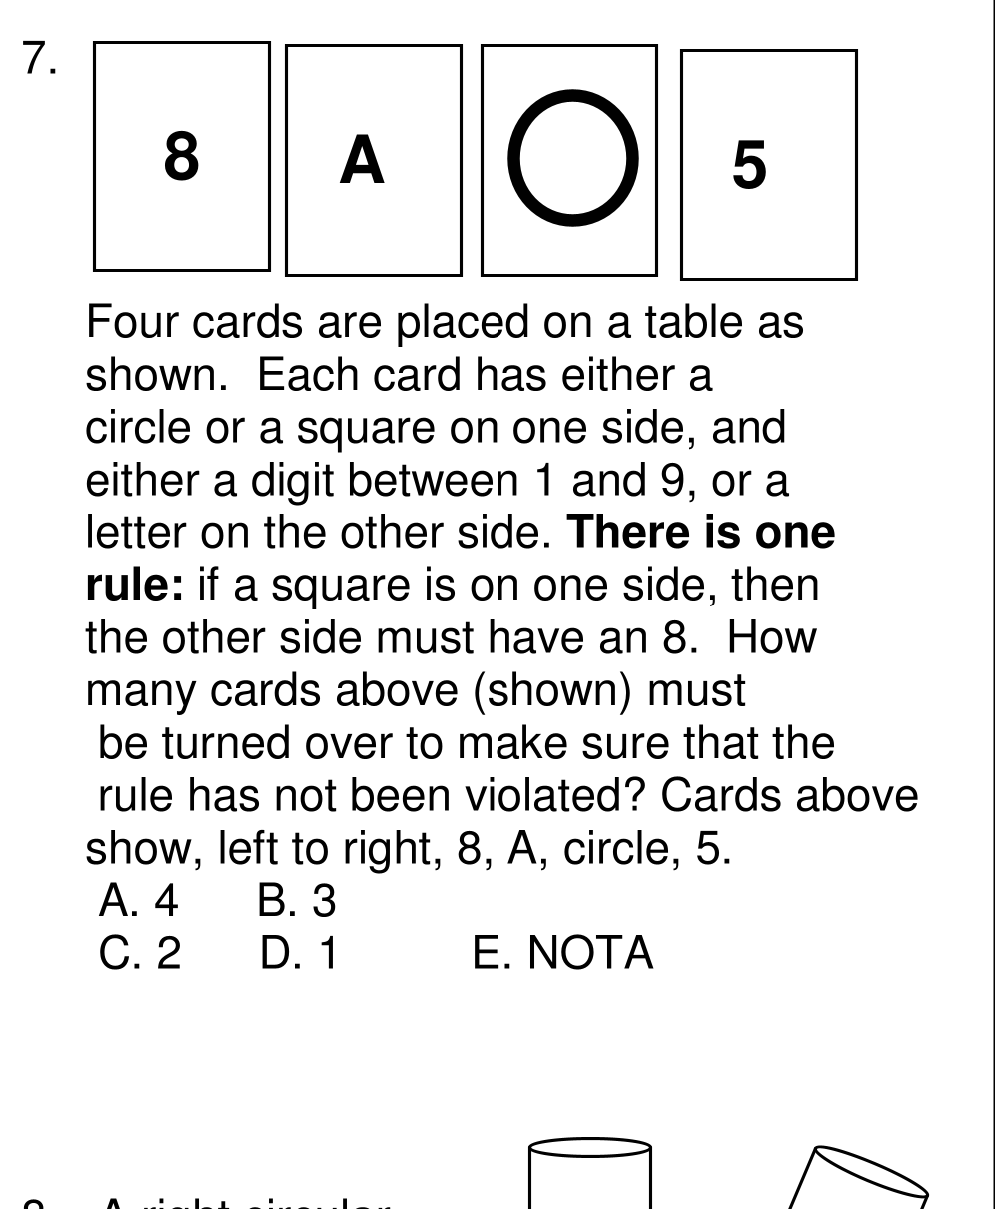 7.
8 A 5
Four cards are placed on a table as
shown. Each card has either a
circle or a square on one side, and
either a digit between 1 and 9, or a
letter on the other side. There is one
rule: if a square is on one side, then
the other side must have an 8. How
many cards above (shown) must
be turned over to make sure that the
rule has not been violated? Cards above
show, left to right, 8, A, circle, 5.
A. 4 B. 3
C. 2 D. 1 E. NOTA
A right circular